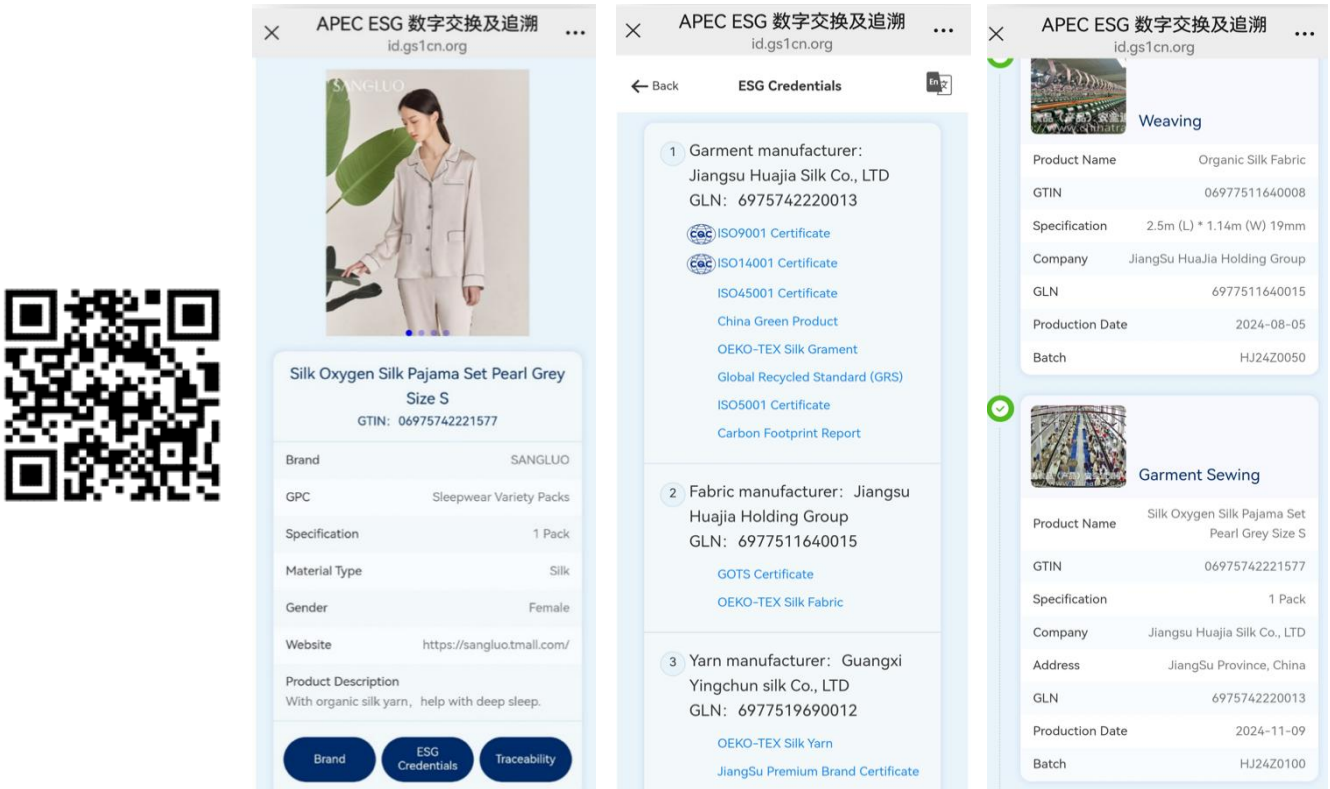 APEC ESG 数字交换及追溯
id.gs1cn.org
SANGLUO
Silk Oxygen Silk Pajama Set Pearl Grey
Size S
GTIN: 06975742221577
Brand SANGLUO
GPC Sleepwear Variety Packs
Specification 1 Pack
Material Type Silk
Gender Female
Website https://sangluo.tmall.com/
Product Description
With organic silk yarn, help with deep sleep.
Brand
ESG
Credentials
Traceability
APEC ESG 数字交换及追溯
id.gs1cn.org
Back
ESG Credentials
En 文
1 Garment manufacturer:
Jiangsu Huajia Silk Co., LTD
GLN: 6975742220013
CQC ISO9001 Certificate
CQC ISO14001 Certificate
ISO45001 Certificate
China Green Product
OEKO-TEX Silk Grament
Global Recycled Standard (GRS)
ISO5001 Certificate
Carbon Footprint Report
2 Fabric manufacturer: Jiangsu
Huajia Holding Group
GLN: 6977511640015
GOTS Certificate
OEKO-TEX Silk Fabric
3 Yarn manufacturer: Guangxi
Yingchun silk Co., LTD
GLN: 6977519690012
OEKO-TEX Silk Yarn
JiangSu Premium Brand Certificate
APEC ESG 数字交换及追溯
id.gs1cn.org
Weaving
Product Name Organic Silk Fabric
GTIN 06977511640008
Specification 2.5m (L) * 1.14m (W) 19mm
Company JiangSu HuaJia Holding Group
GLN 6977511640015
Production Date 2024-08-05
Batch HJ24Z0050
Garment Sewing
Product Name Silk Oxygen Silk Pajama Set
Pearl Grey Size S
GTIN 06975742221577
Specification 1 Pack
Company Jiangsu Huajia Silk Co., LTD
Address JiangSu Province, China
GLN 6975742220013
Production Date 2024-11-09
Batch HJ24Z0100